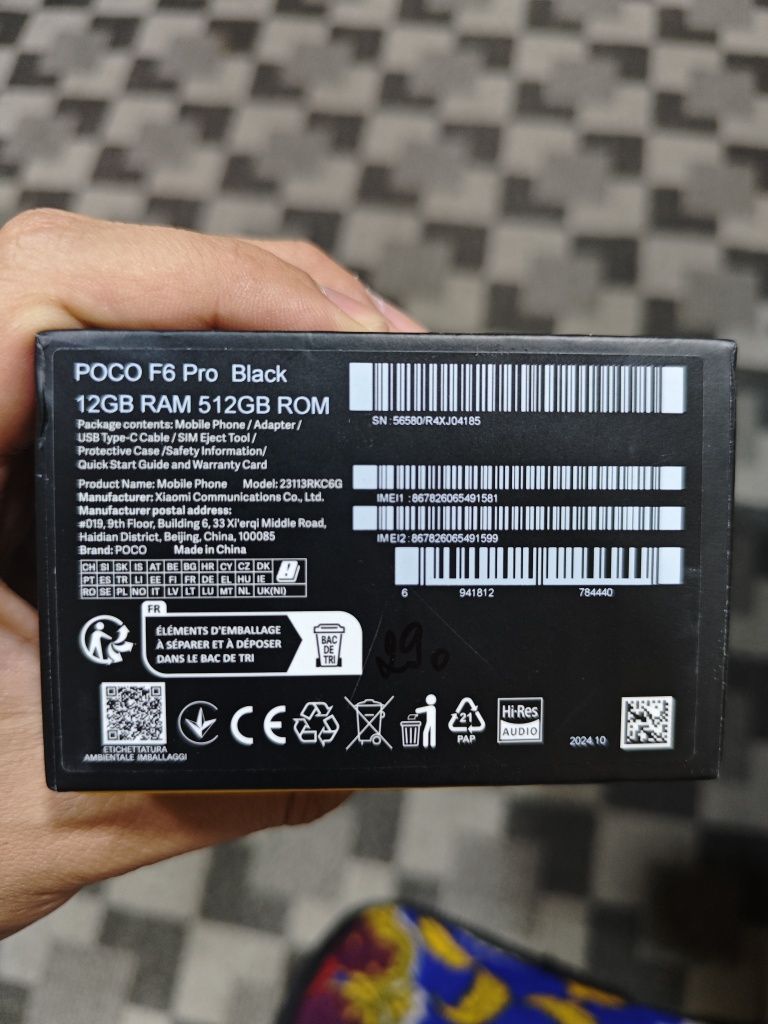 POCO F6 Pro Black
12GB RAM 512GB ROM
Package contents: Mobile Phone / Adapter /
USB Type-C Cable / SIM Eject Tool /
Protective Case /Safety Information/
Quick Start Guide and Warranty Card
Product Name: Mobile Phone Model: 23113RKC6G
Manufacturer: Xiaomi Communications Co., Ltd.
Manufacturer postal address:
#019, 9th Floor, Building 6, 33 Xi'erqi Middle Road,
Haidian District, Beijing, China, 100085
Brand: POCO Made in China
CH SI SK IS AT BE BG HR CY CZ DK
PT ES TR LI EE FI FR DE EL HU IE
RO SE PL NO IT LV LT LU MT NL UK(NI)
SN: 56580/R4XJ04185
IMEI1 :867826065491581
IMEI2 :867826065491599
6 941812 784440
FR
ÉLÉMENTS D'EMBALLAGE
À SÉPARER ET À DÉPOSER
DANS LE BAC DE TRI
BAC
DE
TRI
29.
ETICHETTATURA
AMBIENTALE IMBALLAGGI
CE
21
PAP
Hi-Res
AUDIO
2024.10